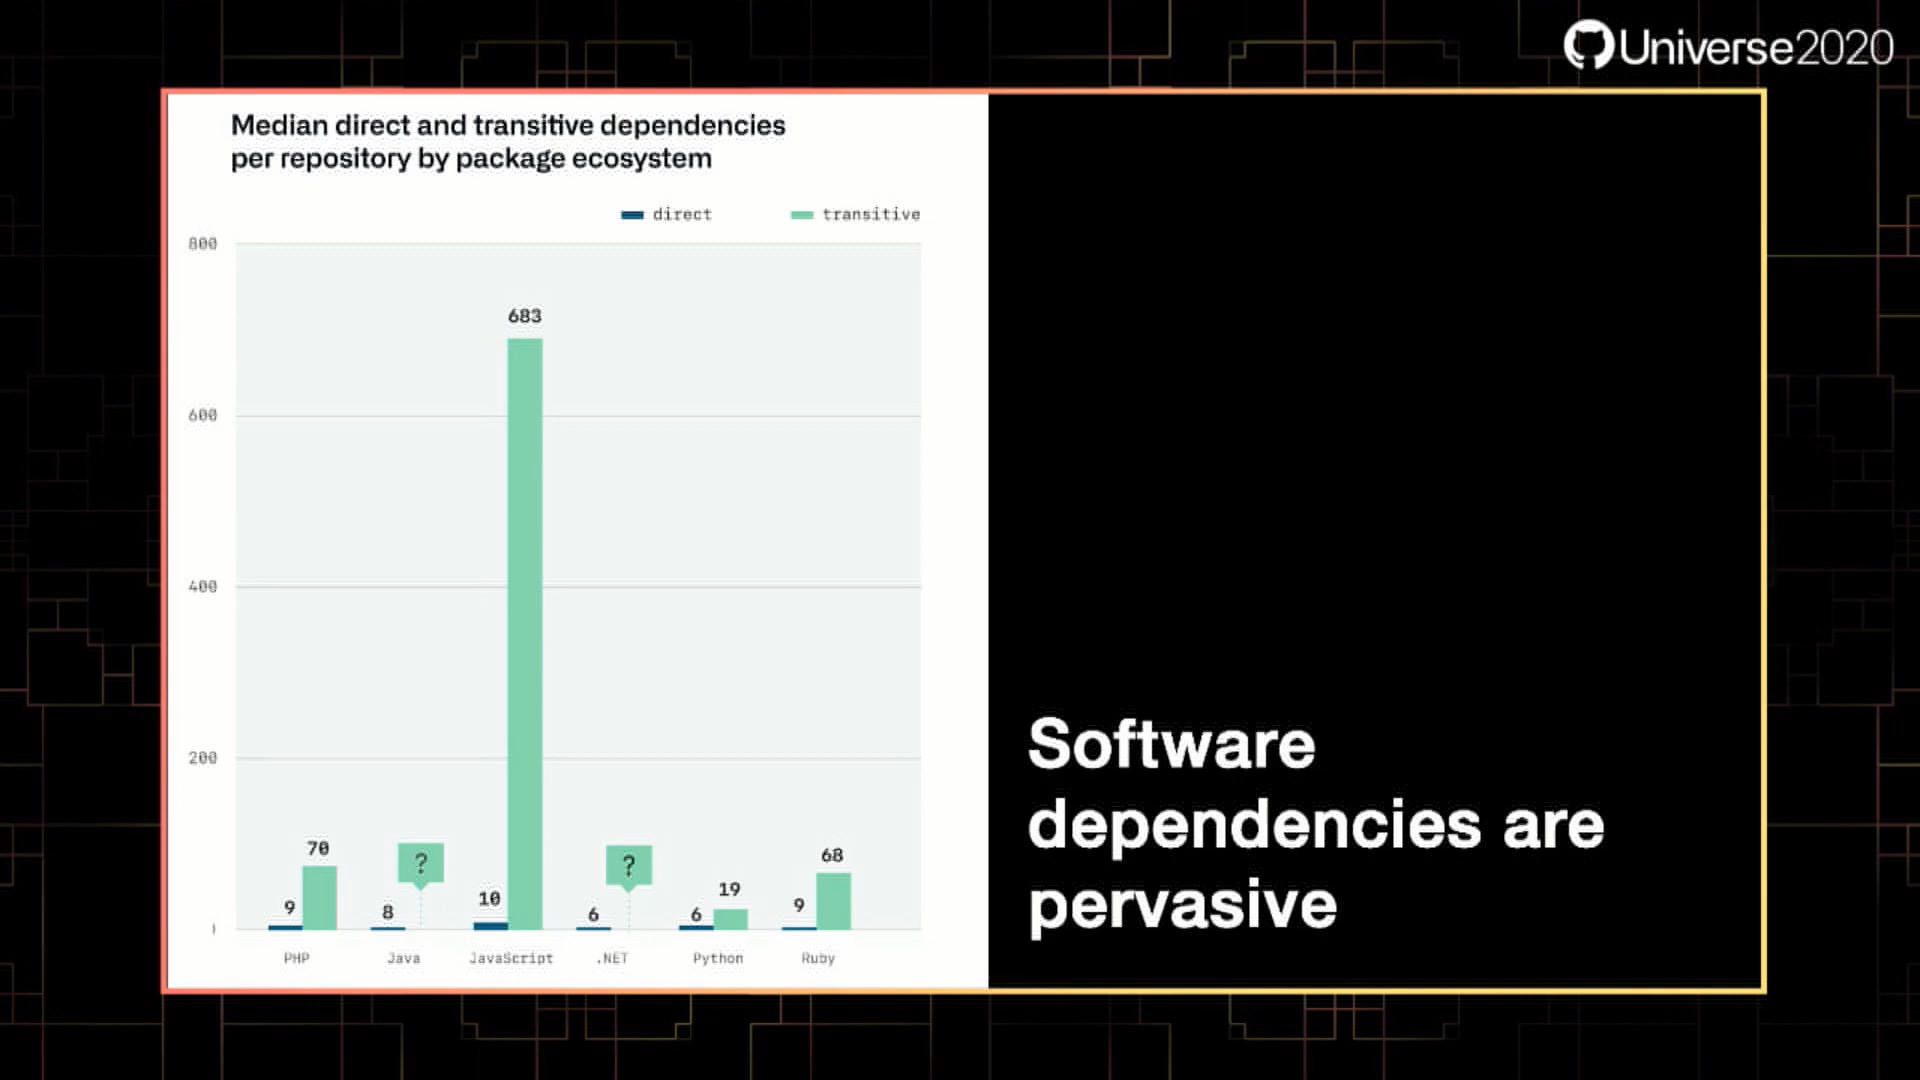 Universe2020
Median direct and transitive dependencies
per repository by package ecosystem
direct transitive
800
683
600
400
200
70 ? ? 68
9 8 10 6 6 19 9
PHP Java JavaScript .NET Python Ruby
Software
dependencies are
pervasive